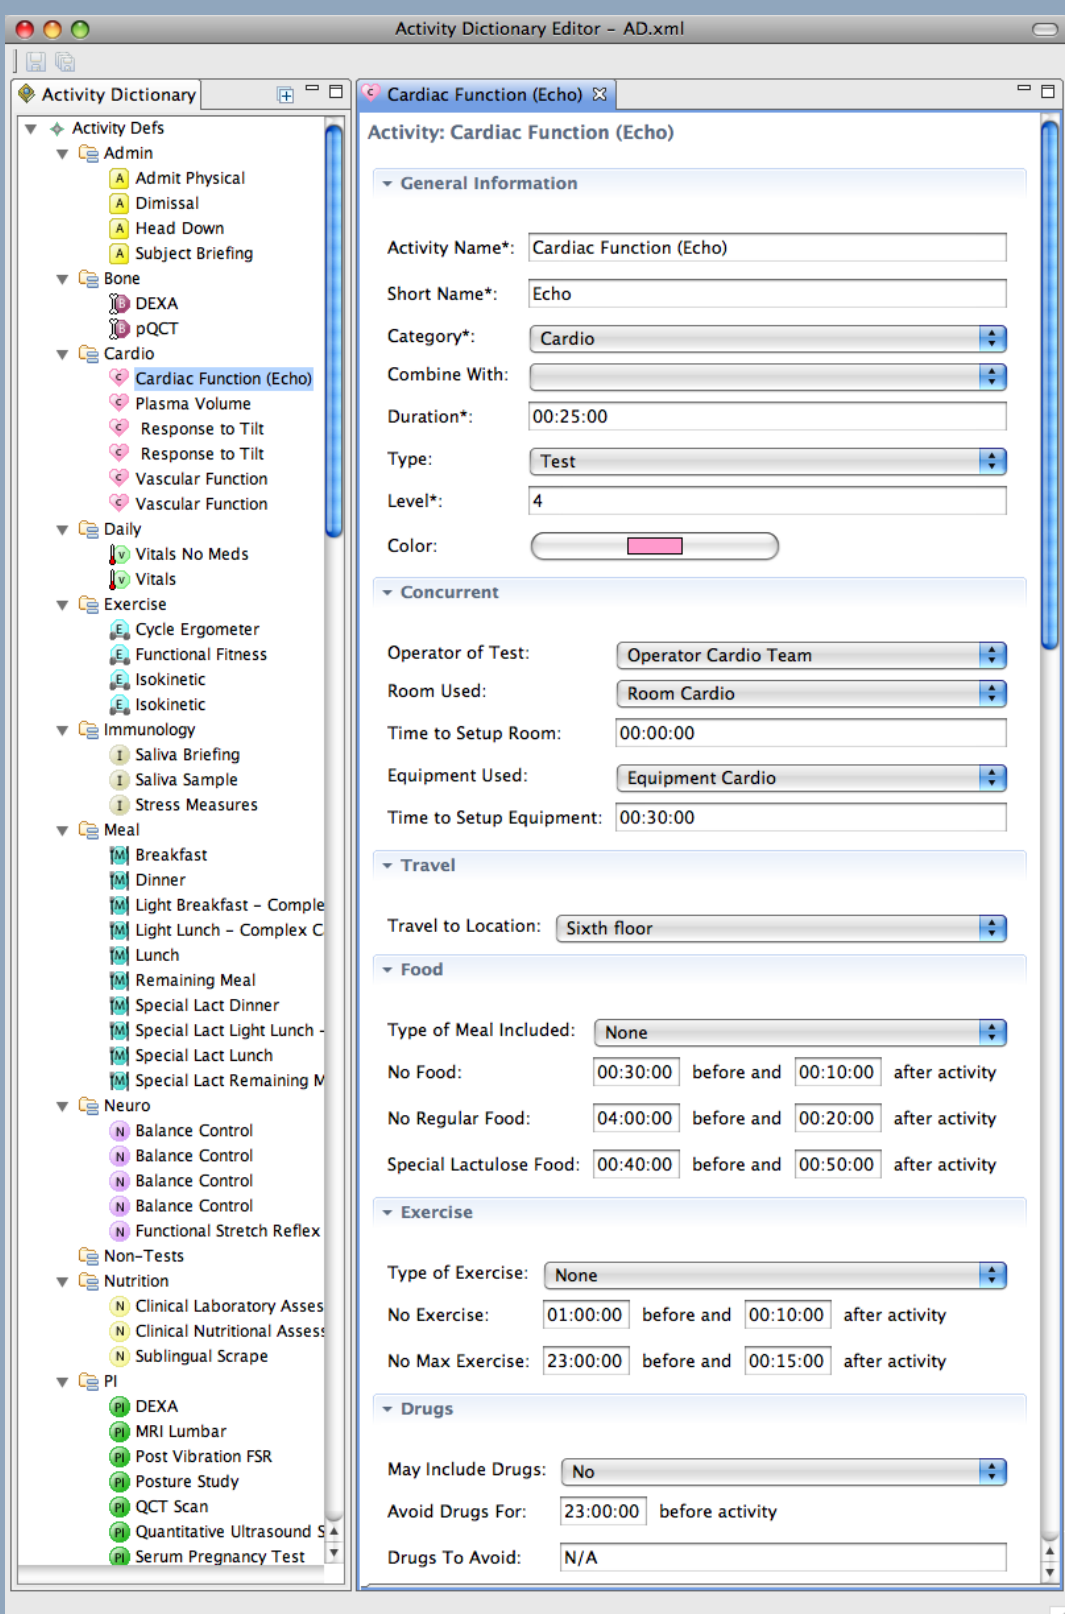 Activity Dictionary Editor – AD.xml
Activity Dictionary
Activity Defs
Admin
A Admit Physical
A Dimissal
A Head Down
A Subject Briefing
Bone
B DEXA
B pQCT
Cardio
C Cardiac Function (Echo)
C Plasma Volume
C Response to Tilt
C Response to Tilt
C Vascular Function
C Vascular Function
Daily
V Vitals No Meds
V Vitals
Exercise
E Cycle Ergometer
E Functional Fitness
E Isokinetic
E Isokinetic
Immunology
I Saliva Briefing
I Saliva Sample
I Stress Measures
Meal
M Breakfast
M Dinner
M Light Breakfast – Comple
M Light Lunch – Complex C
M Lunch
M Remaining Meal
M Special Lact Dinner
M Special Lact Light Lunch –
M Special Lact Lunch
M Special Lact Remaining M
Neuro
N Balance Control
N Balance Control
N Balance Control
N Balance Control
N Functional Stretch Reflex
Non-Tests
Nutrition
N Clinical Laboratory Asses
N Clinical Nutritional Assess
N Sublingual Scrape
PI
PI DEXA
PI MRI Lumbar
PI Post Vibration FSR
PI Posture Study
PI QCT Scan
PI Quantitative Ultrasound S
PI Serum Pregnancy Test
C Cardiac Function (Echo)
Activity: Cardiac Function (Echo)
General Information
Activity Name*: Cardiac Function (Echo)
Short Name*: Echo
Category*: Cardio
Combine With:
Duration*: 00:25:00
Type: Test
Level*: 4
Color:
Concurrent
Operator of Test: Operator Cardio Team
Room Used: Room Cardio
Time to Setup Room: 00:00:00
Equipment Used: Equipment Cardio
Time to Setup Equipment: 00:30:00
Travel
Travel to Location: Sixth floor
Food
Type of Meal Included: None
No Food: 00:30:00 before and 00:10:00 after activity
No Regular Food: 04:00:00 before and 00:20:00 after activity
Special Lactulose Food: 00:40:00 before and 00:50:00 after activity
Exercise
Type of Exercise: None
No Exercise: 01:00:00 before and 00:10:00 after activity
No Max Exercise: 23:00:00 before and 00:15:00 after activity
Drugs
May Include Drugs: No
Avoid Drugs For: 23:00:00 before activity
Drugs To Avoid: N/A